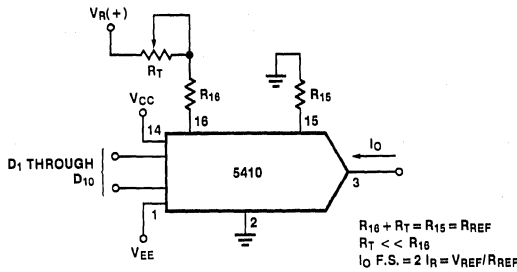 VR(+)
RT
R16
R15
VCC
14
16
15
IO
D1 THROUGH
D10
5410
3
1
2
VEE
R16 + RT = R15 = RREF
RT << R16
IO F.S. = 2 IR = VREF/RREF